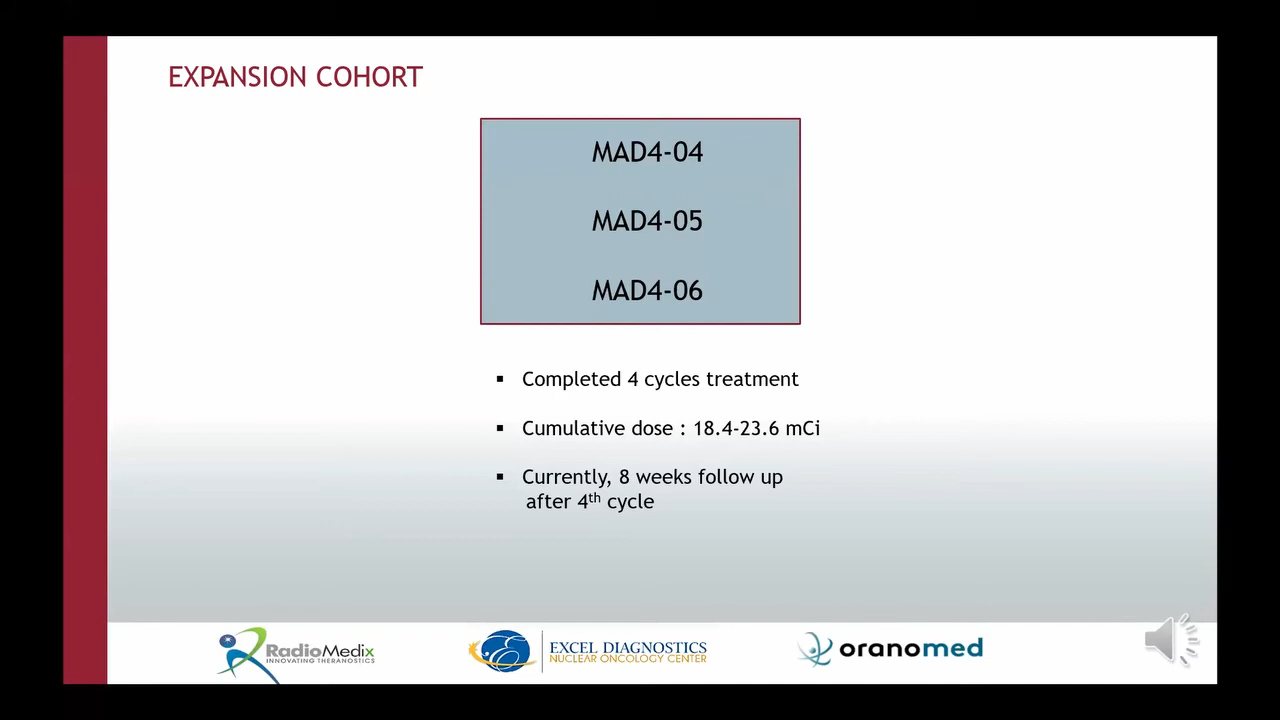 EXPANSION COHORT
MAD4-04
MAD4-05
MAD4-06
▪ Completed 4 cycles treatment
▪ Cumulative dose : 18.4-23.6 mCi
▪ Currently, 8 weeks follow up
after 4th cycle
RadioMedix
INNOVATING THERANOSTICS
EXCEL DIAGNOSTICS
NUCLEAR ONCOLOGY CENTER
oranomed